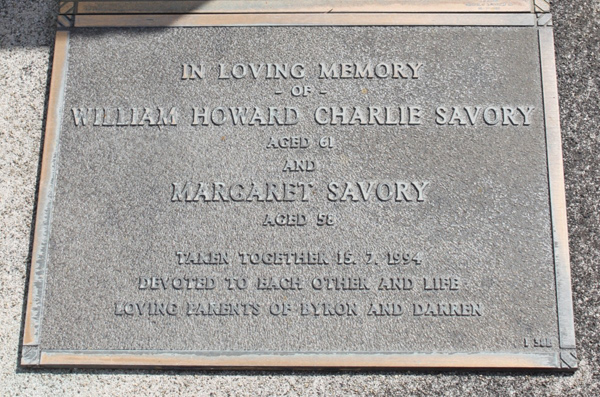 IN LOVING MEMORY
- OF -
WILLIAM HOWARD CHARLIE SAVORY
AGED 61
AND
MARGARET SAVORY
AGED 58
TAKEN TOGETHER 15. 7. 1994
DEVOTED TO EACH OTHER AND LIFE
LOVING PARENTS OF BYRON AND DARREN